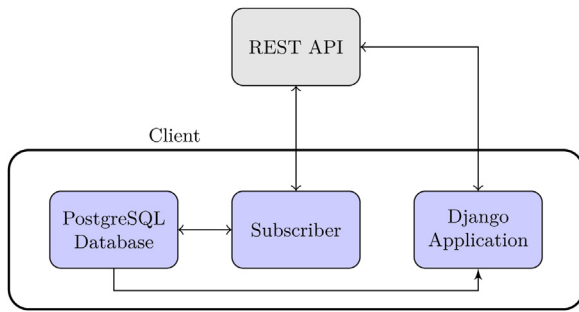 REST API
Client
PostgreSQL
Database
Subscriber
Django
Application